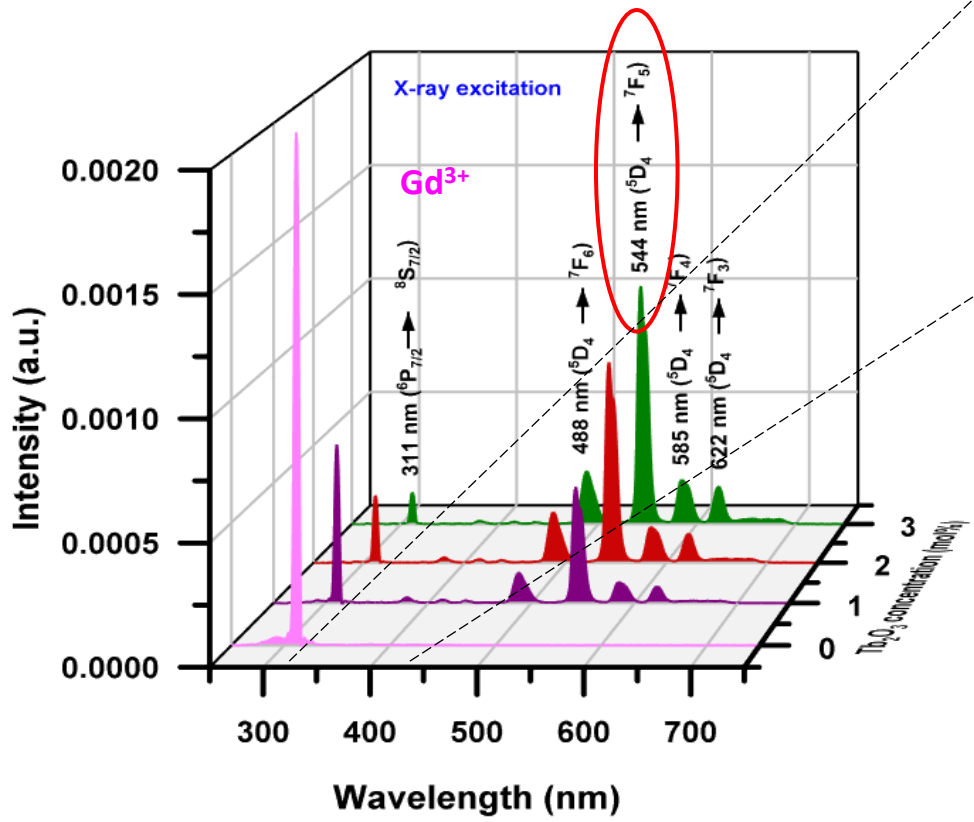 X-ray excitation
Gd³⁺
311 nm (⁶P₇/₂ → ⁸S₇/₂)
488 nm (⁵D₄ → ⁷F₆)
544 nm (⁵D₄ → ⁷F₅)
585 nm (⁵D₄ → F₄)
622 nm (⁵D₄ → ⁷F₃)
Intensity (a.u.)
0.0020
0.0015
0.0010
0.0005
0.0000
300 400 500 600 700
Wavelength (nm)
3
2
1
0
Tb₂O₃ concentration (mol%)